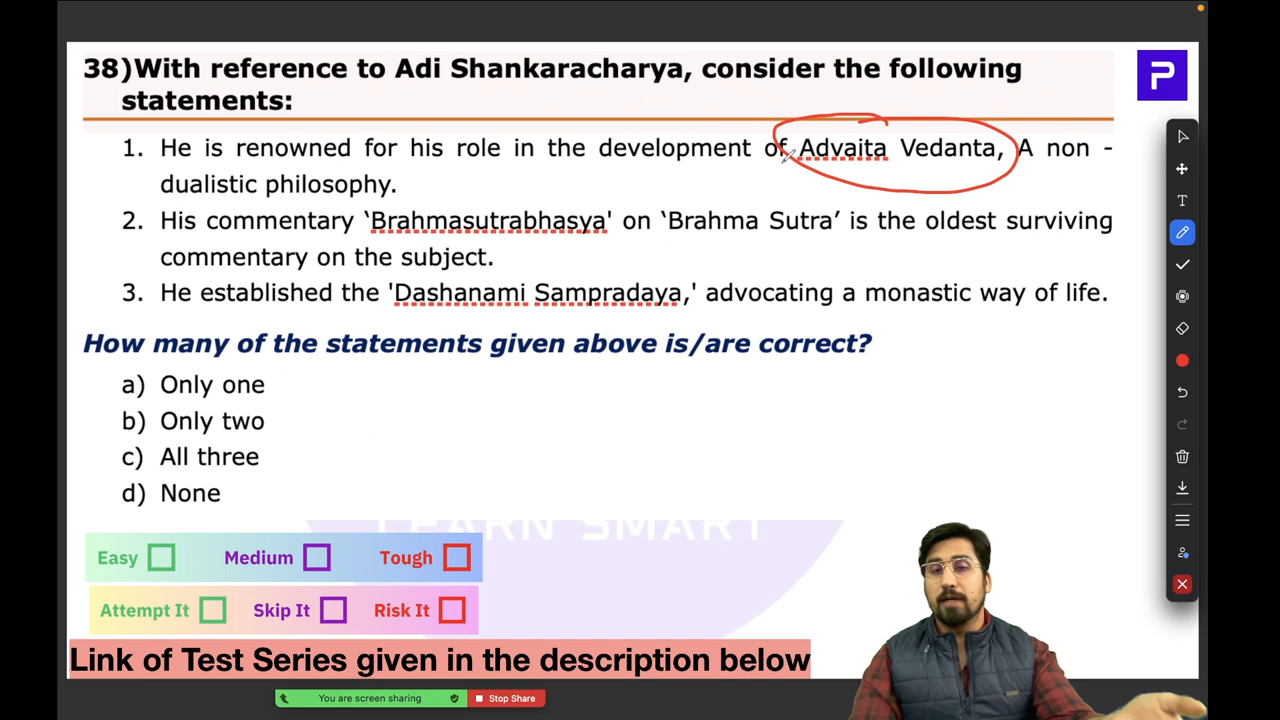 38)With reference to Adi Shankaracharya, consider the following
statements:
1. He is renowned for his role in the development of Advaita Vedanta, A non -
dualistic philosophy.
2. His commentary ‘Brahmasutrabhasya' on ‘Brahma Sutra’ is the oldest surviving
commentary on the subject.
3. He established the 'Dashanami Sampradaya,' advocating a monastic way of life.
How many of the statements given above is/are correct?
a) Only one
b) Only two
c) All three
d) None
LEARN SMART
Easy Medium Tough
Attempt It Skip It Risk It
Link of Test Series given in the description below
You are screen sharing Stop Share
P
T